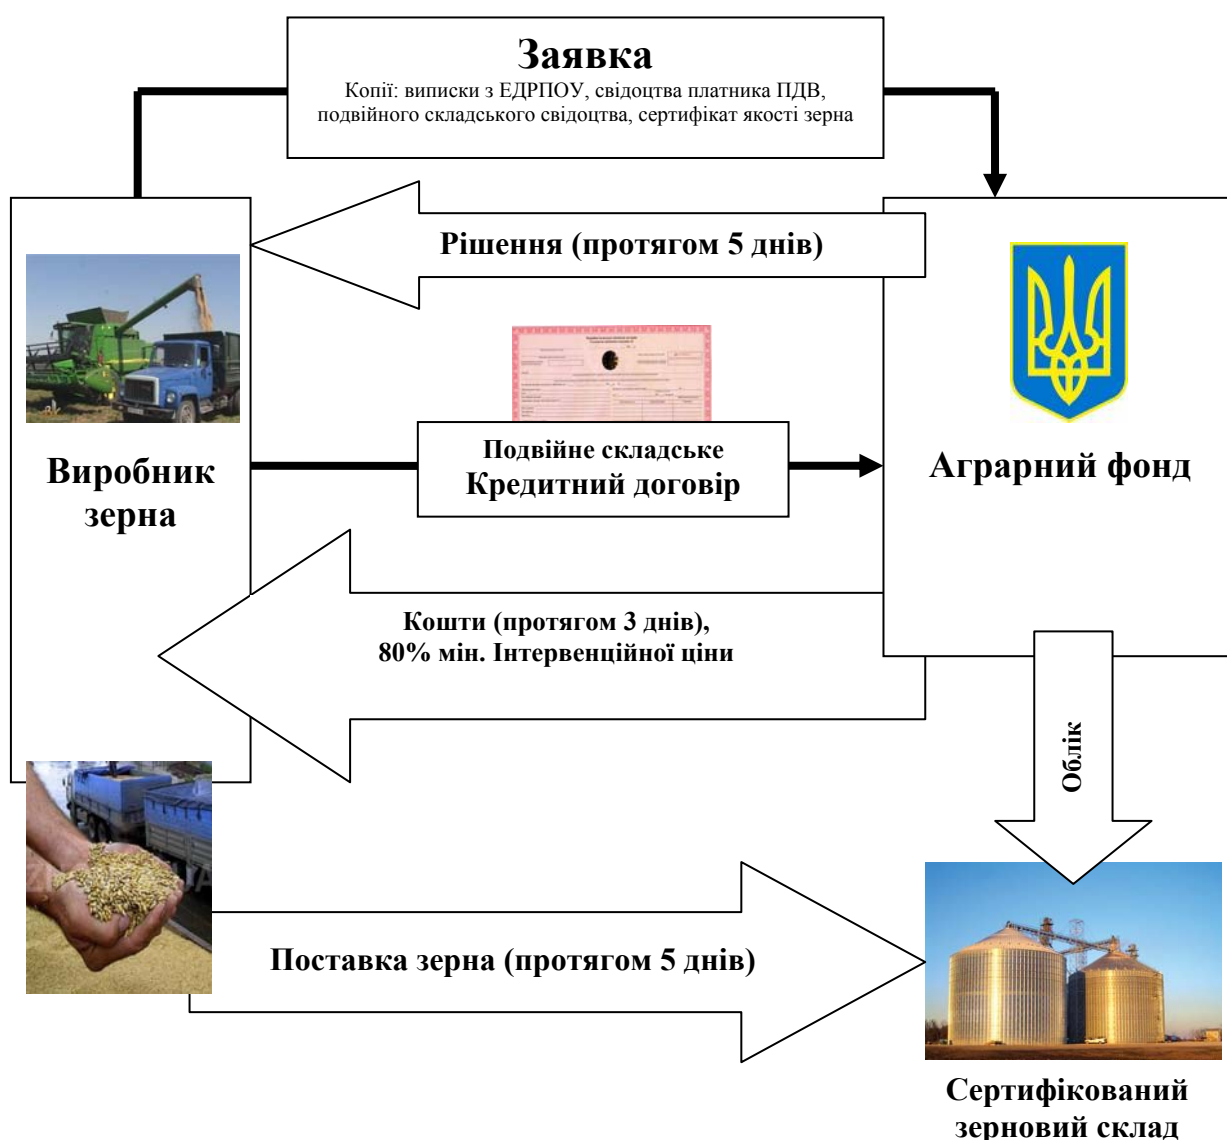 Заявка
Копії: виписки з ЕДРПОУ, свідоцтва платника ПДВ,
подвійного складського свідоцтва, сертифікат якості зерна
Рішення (протягом 5 днів)
Виробник
зерна
Подвійне складське
Кредитний договір
Аграрний фонд
Кошти (протягом 3 днів),
80% мін. Інтервенційної ціни
Облік
Поставка зерна (протягом 5 днів)
Сертифікований
зерновий склад